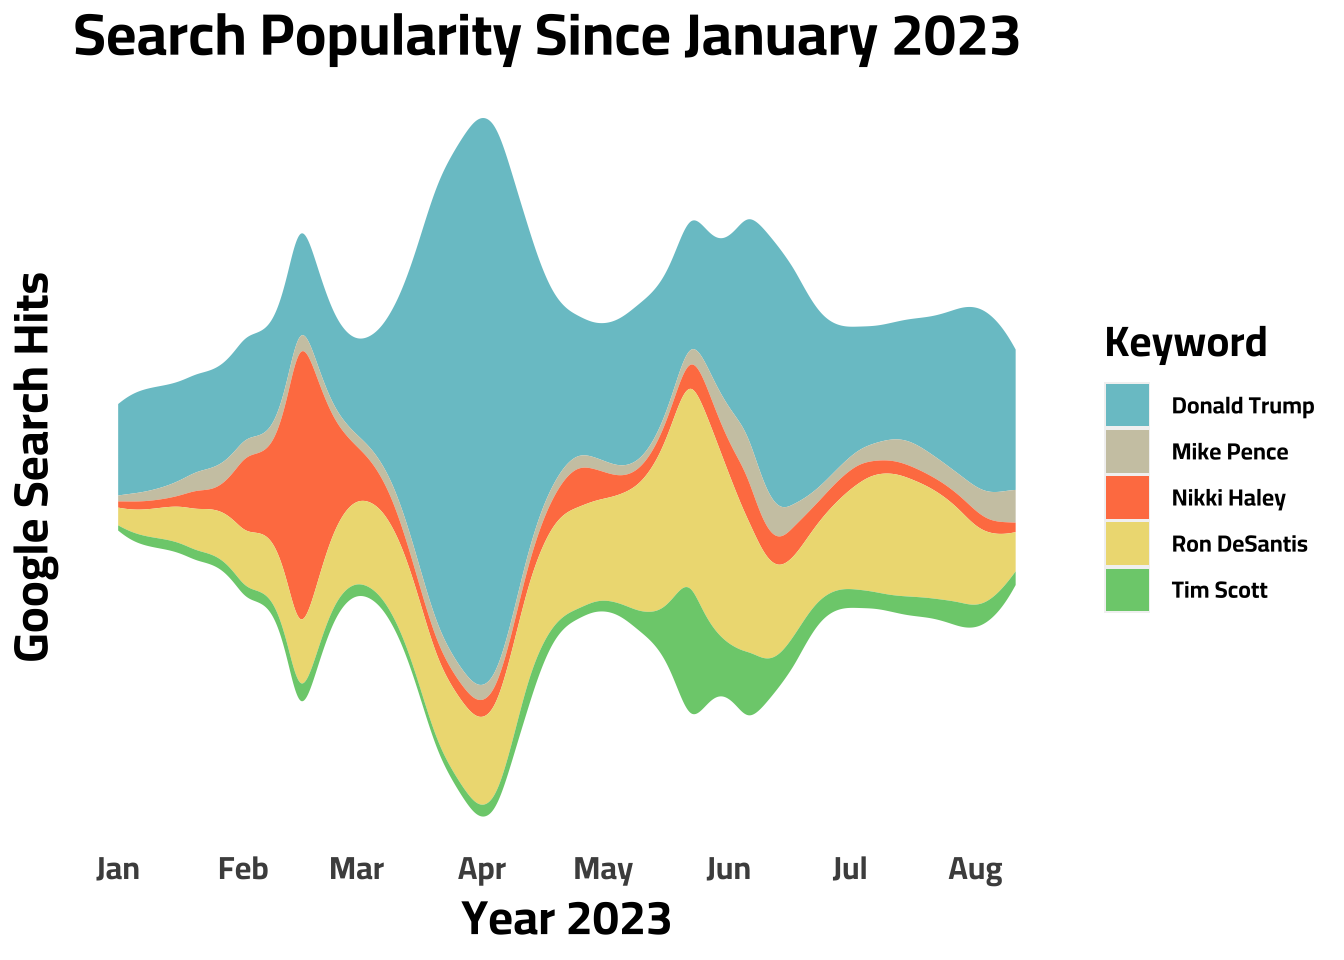 Search Popularity Since January 2023
Google Search Hits
Keyword
Donald Trump
Mike Pence
Nikki Haley
Ron DeSantis
Tim Scott
Jan Feb Mar Apr May Jun Jul Aug
Year 2023